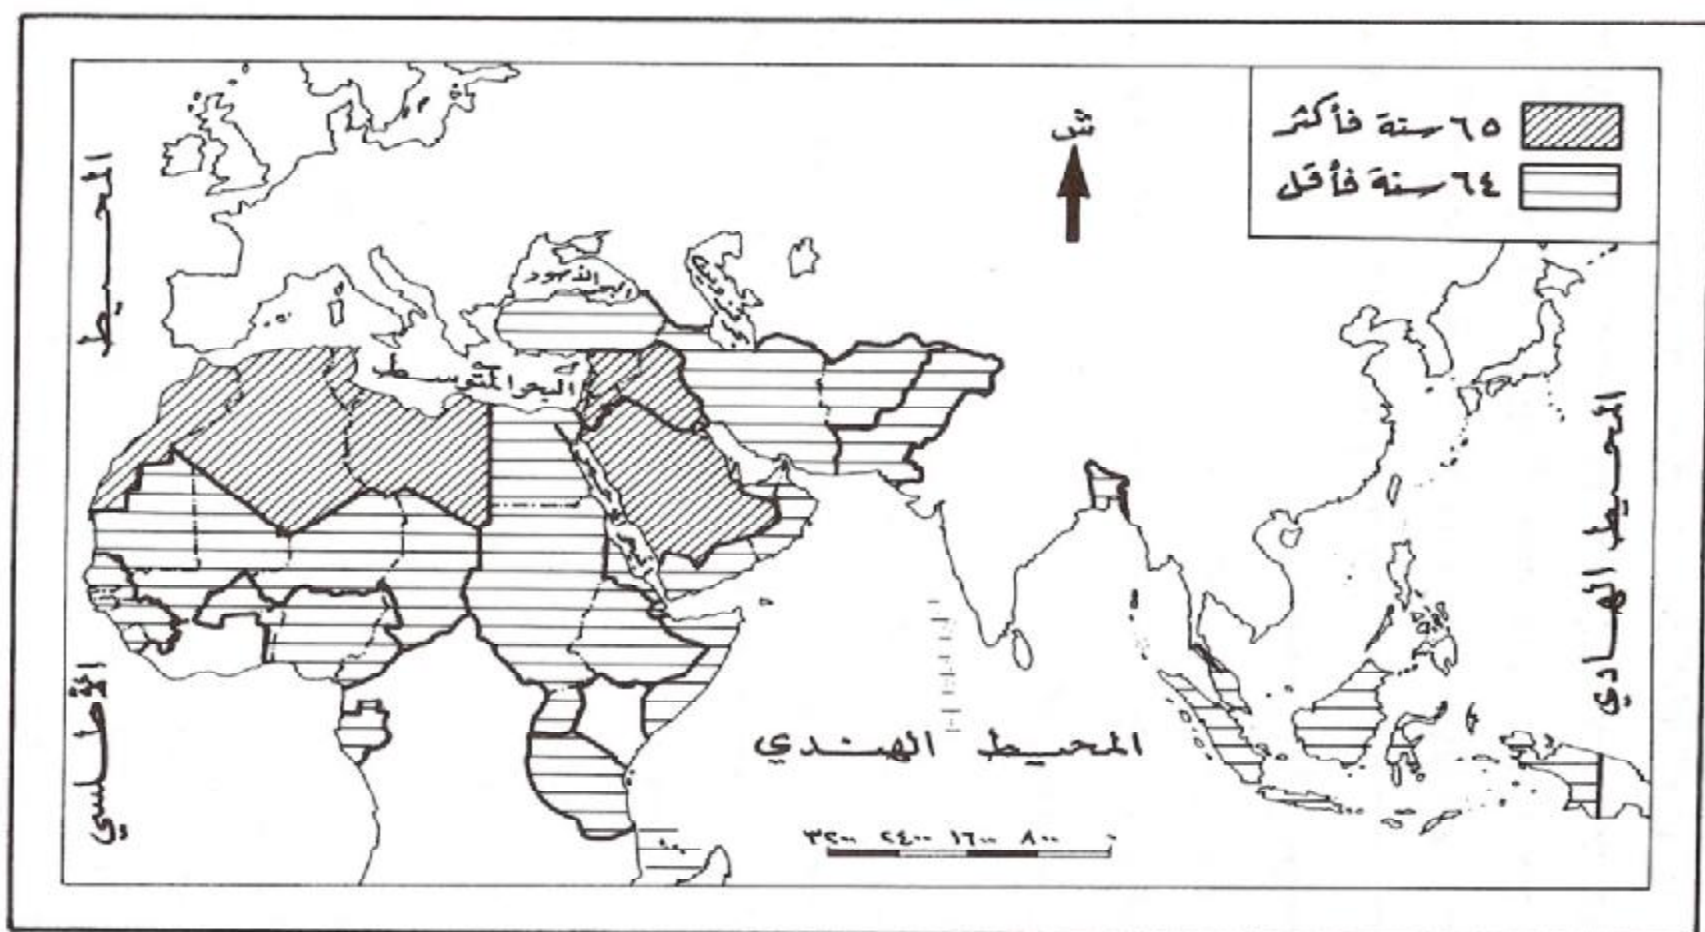 ٦٥ سنة فأكثر
٦٤ سنة فأقل
ش
المحيط
الأطلسي
البحر الأسود
البحر المتوسط
المحيط الهندي
المحيط الهادي
٣٢٠٠ ٢٤٠٠ ١٦٠٠ ٨٠٠ ٠